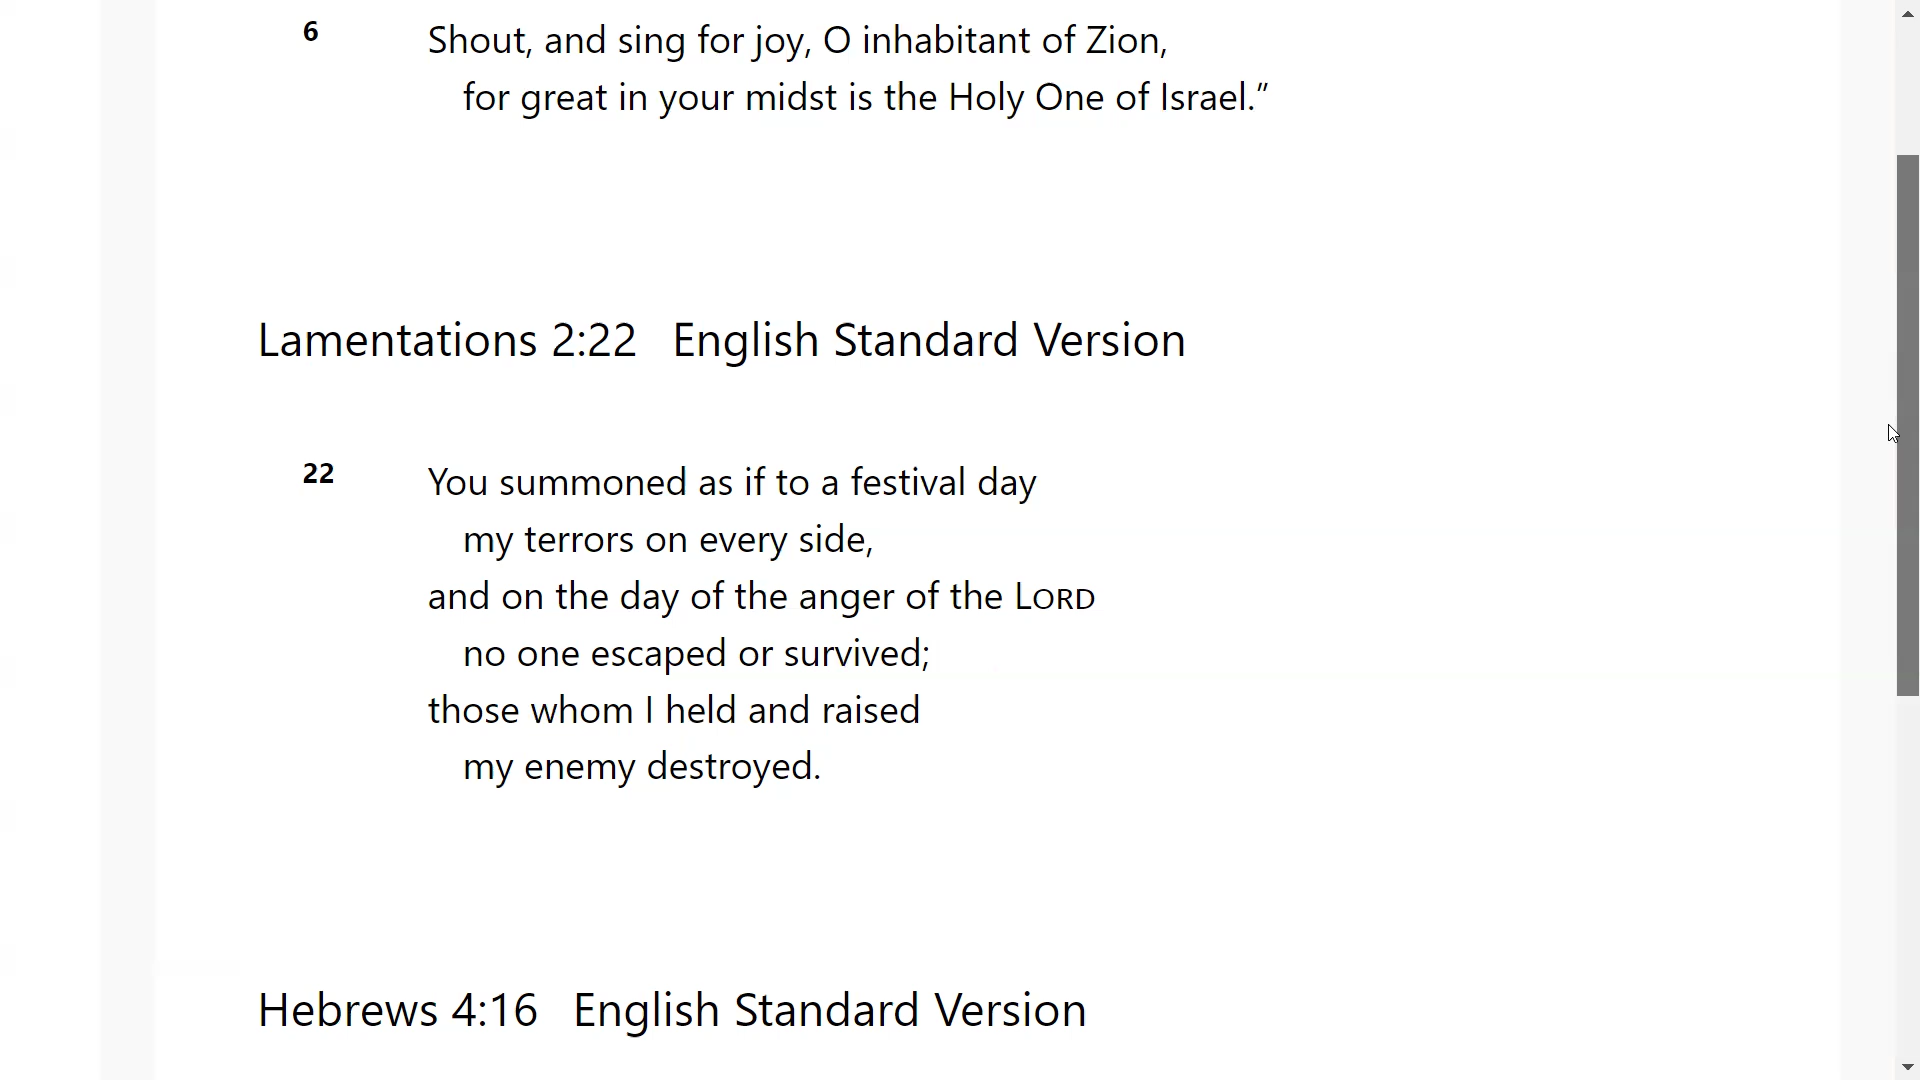 6 Shout, and sing for joy, O inhabitant of Zion,
for great in your midst is the Holy One of Israel.”
Lamentations 2:22 English Standard Version
22 You summoned as if to a festival day
my terrors on every side,
and on the day of the anger of the LORD
no one escaped or survived;
those whom I held and raised
my enemy destroyed.
Hebrews 4:16 English Standard Version